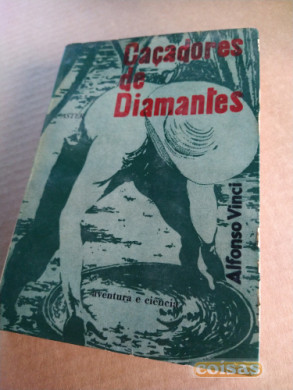 Caçadores
de
Diamantes
Alfonso Vinci
aventura e ciência
coisas